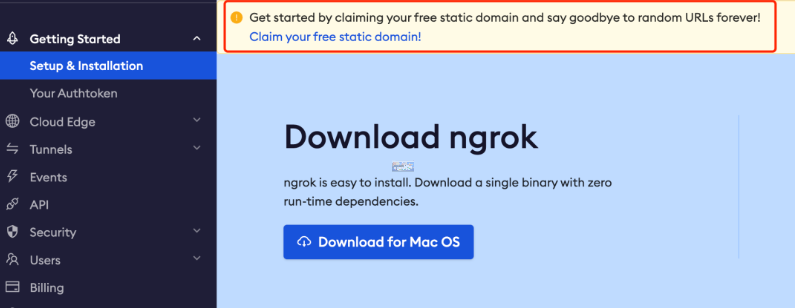 Get started by claiming your free static domain and say goodbye to random URLs forever!
Claim your free static domain!
Getting Started
Setup & Installation
Your Authtoken
Cloud Edge
Tunnels
Events
API
Security
Users
Billing
Download ngrok
ngrok is easy to install. Download a single binary with zero
run-time dependencies.
Download for Mac OS